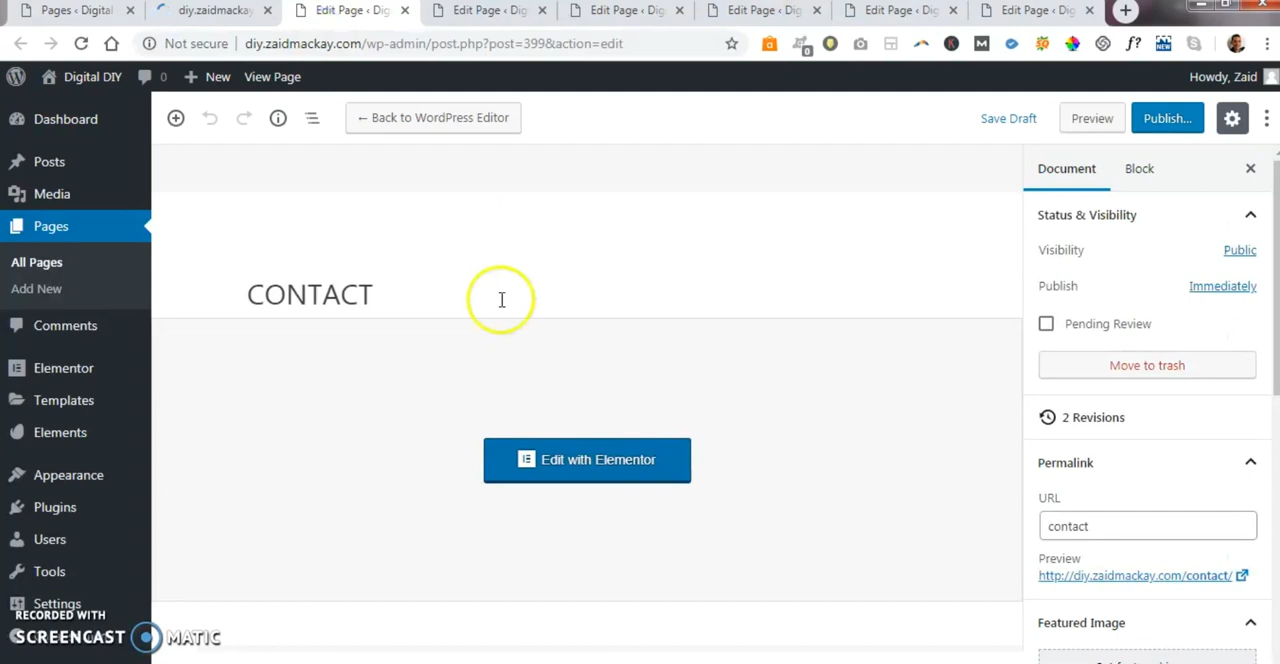 Pages ‹ Digital
diy.zaidmackay
Edit Page ‹ Dig
Edit Page ‹ Dig
Edit Page ‹ Dig
Edit Page ‹ Dig
Edit Page ‹ Dig
Edit Page ‹ Dig
Not secure diy.zaidmackay.com/wp-admin/post.php?post=399&action=edit
Digital DIY 0 New View Page
Howdy, Zaid
Dashboard
Posts
Media
Pages
All Pages
Add New
Comments
Elementor
Templates
Elements
Appearance
Plugins
Users
Tools
Settings
← Back to WordPress Editor
Save Draft
Preview
Publish...
CONTACT
Edit with Elementor
Document
Block
Status & Visibility
Visibility
Public
Publish
Immediately
Pending Review
Move to trash
2 Revisions
Permalink
URL
contact
Preview
http://diy.zaidmackay.com/contact/
Featured Image
RECORDED WITH
SCREENCAST MATIC